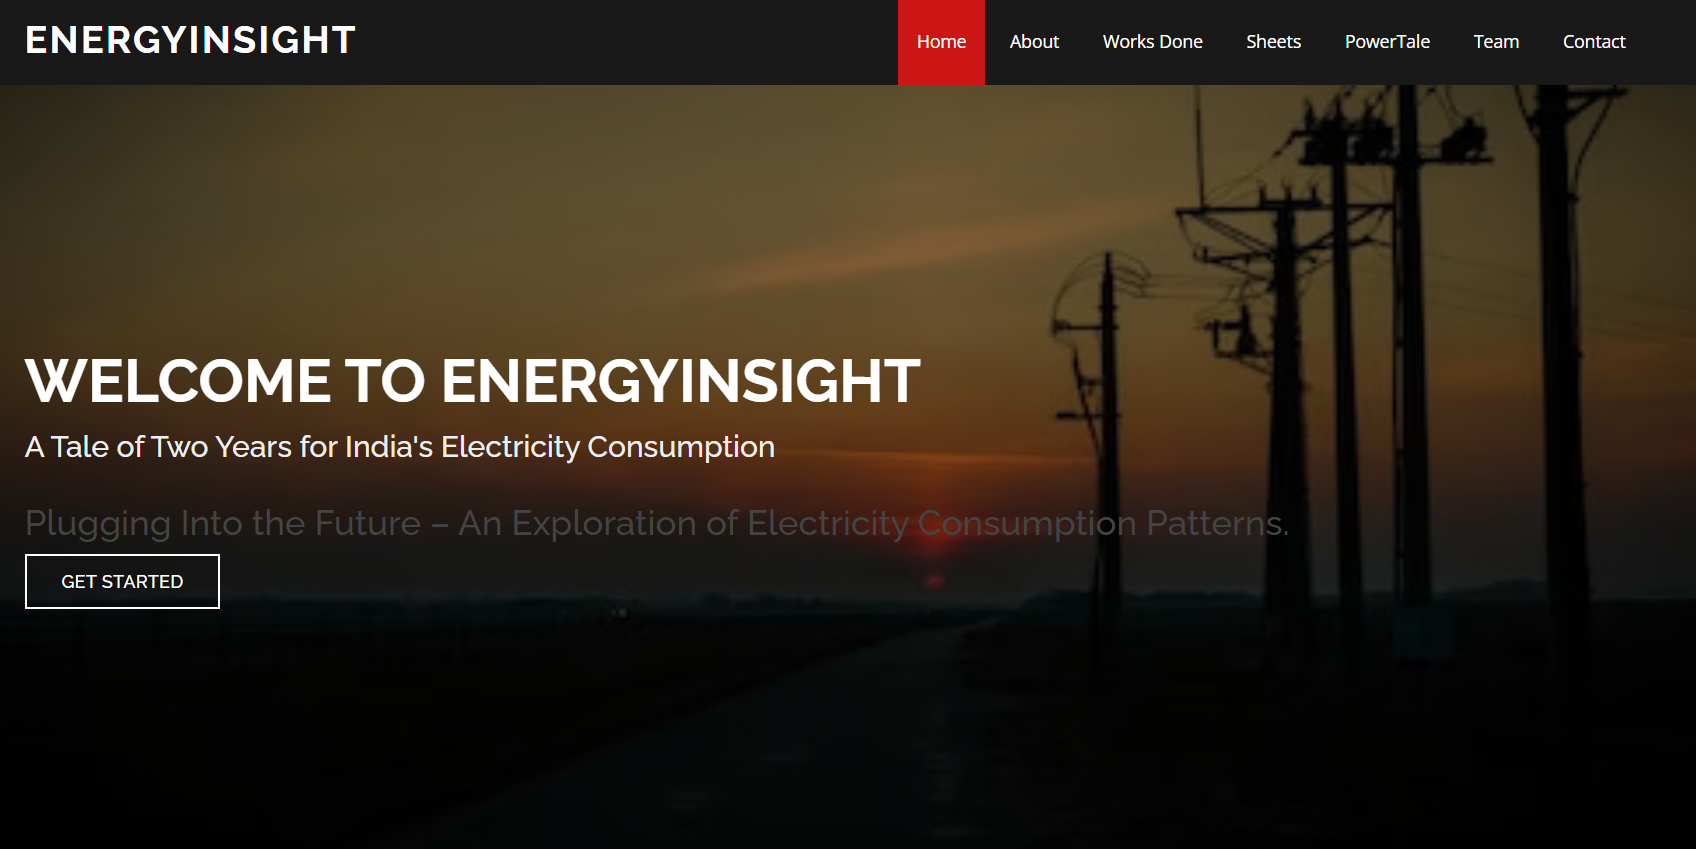 ENERGYINSIGHT
Home About Works Done Sheets PowerTale Team Contact
WELCOME TO ENERGYINSIGHT
A Tale of Two Years for India's Electricity Consumption
Plugging Into the Future – An Exploration of Electricity Consumption Patterns.
GET STARTED